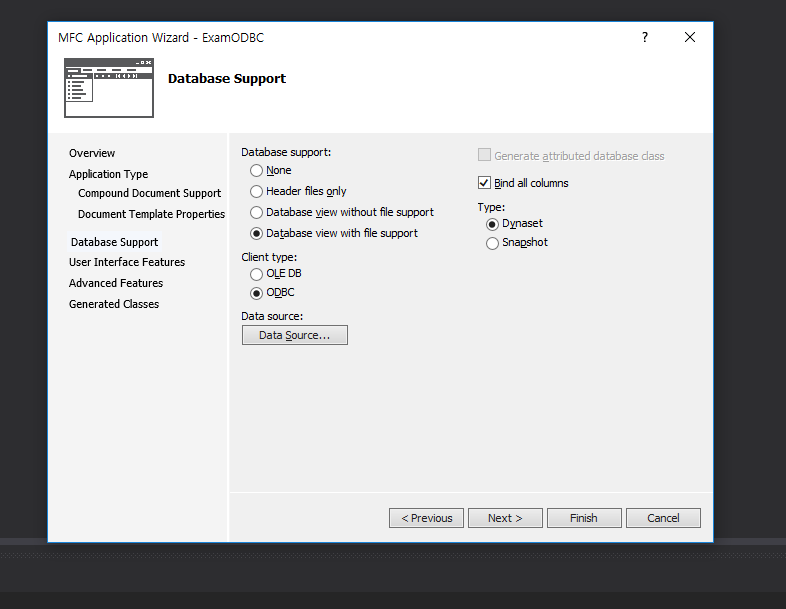 MFC Application Wizard - ExamODBC
?
Database Support
Overview
Application Type
Compound Document Support
Document Template Properties
Database Support
User Interface Features
Advanced Features
Generated Classes
Database support:
None
Header files only
Database view without file support
Database view with file support
Client type:
OLE DB
ODBC
Data source:
Data Source...
Generate attributed database class
Bind all columns
Type:
Dynaset
Snapshot
< Previous
Next >
Finish
Cancel